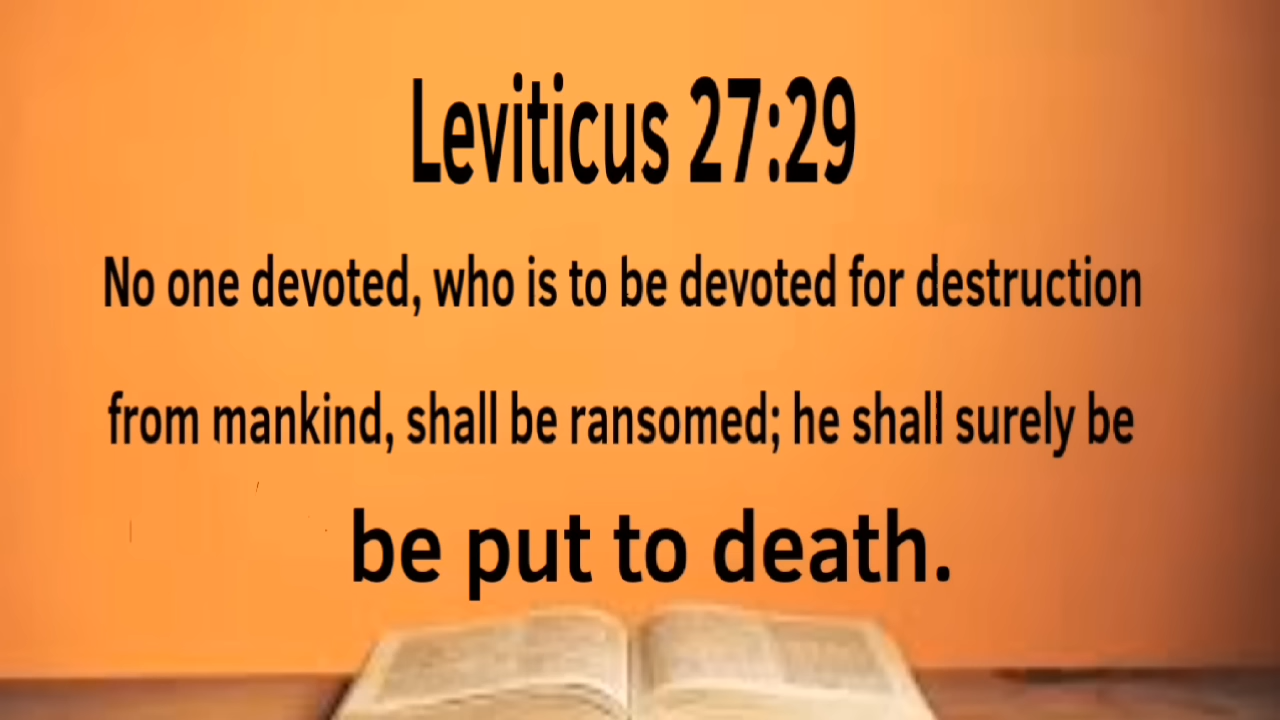 Leviticus 27:29
No one devoted, who is to be devoted for destruction
from mankind, shall be ransomed; he shall surely be
be put to death.